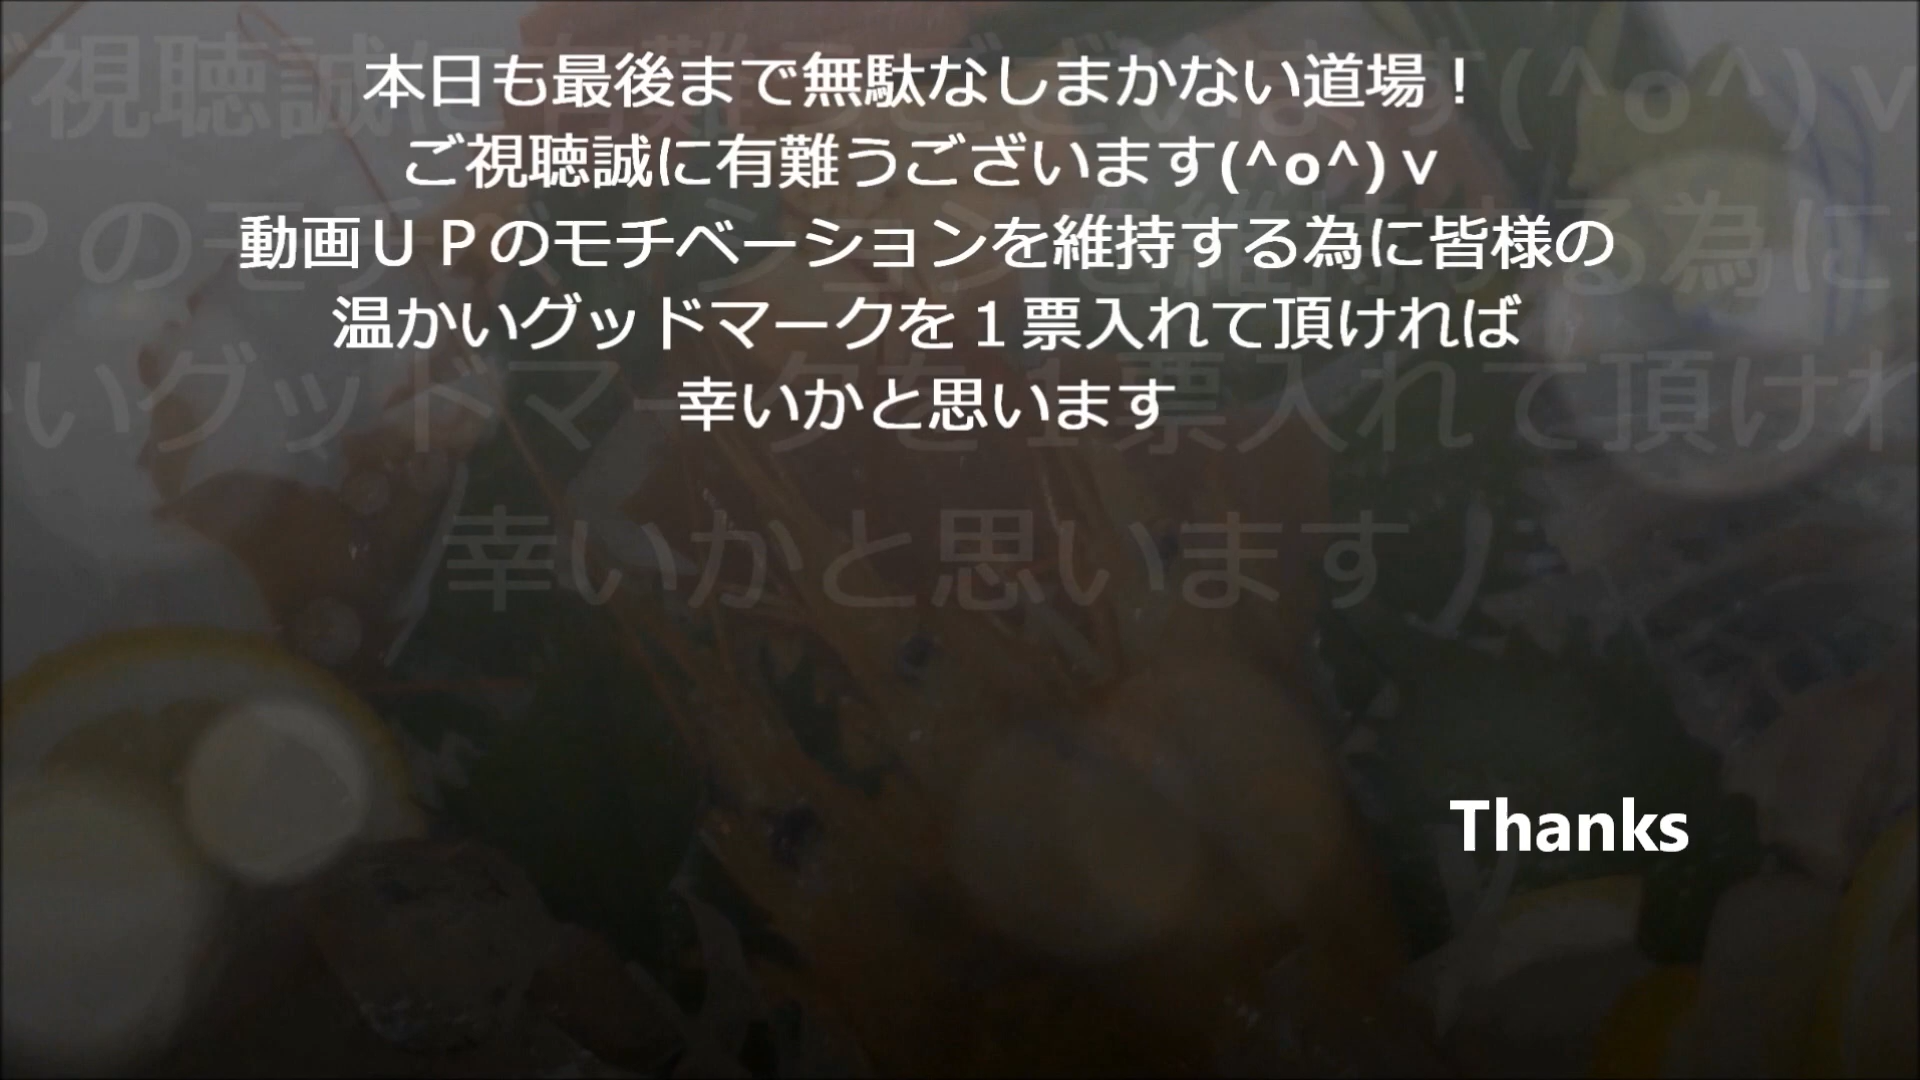 本日も最後まで無駄なしまかない道場！
ご視聴誠に有難うございます(^o^)ｖ
動画ＵＰのモチベーションを維持する為に皆様の
温かいグッドマークを１票入れて頂ければ
幸いかと思います
Thanks